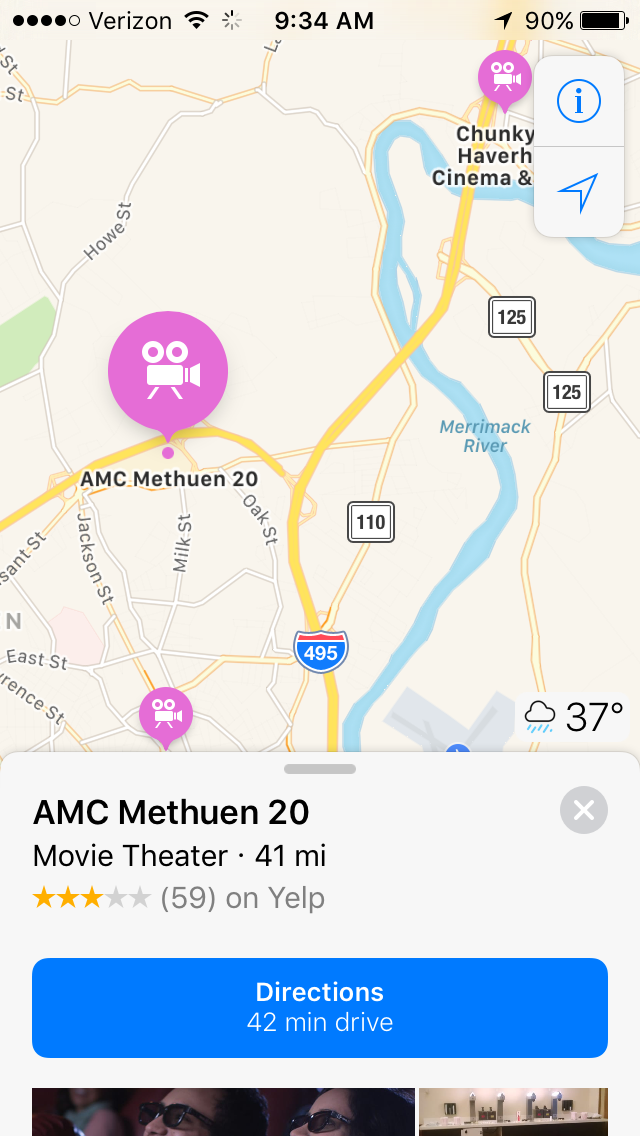 Verizon 9:34 AM 90%
St
St
La
Howe St
Chunky
Haverh
Cinema &
i
125
125
Merrimack
River
AMC Methuen 20
Oak St
110
Milk St
Jackson St
sant St
N
East St
rence St
495
37°
AMC Methuen 20
Movie Theater · 41 mi
(59) on Yelp
Directions
42 min drive